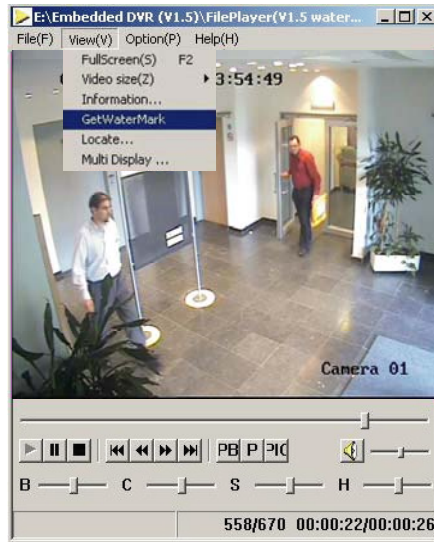 E:\Embedded DVR (V1.5)\FilePlayer(V1.5 water...
File(F) View(V) Option(P) Help(H)
FullScreen(S) F2
Video size(Z)
3:54:49
Information...
GetWaterMark
Locate...
Multi Display ...
Camera 01
PB P PIC
B C S H
558/670 00:00:22/00:00:26